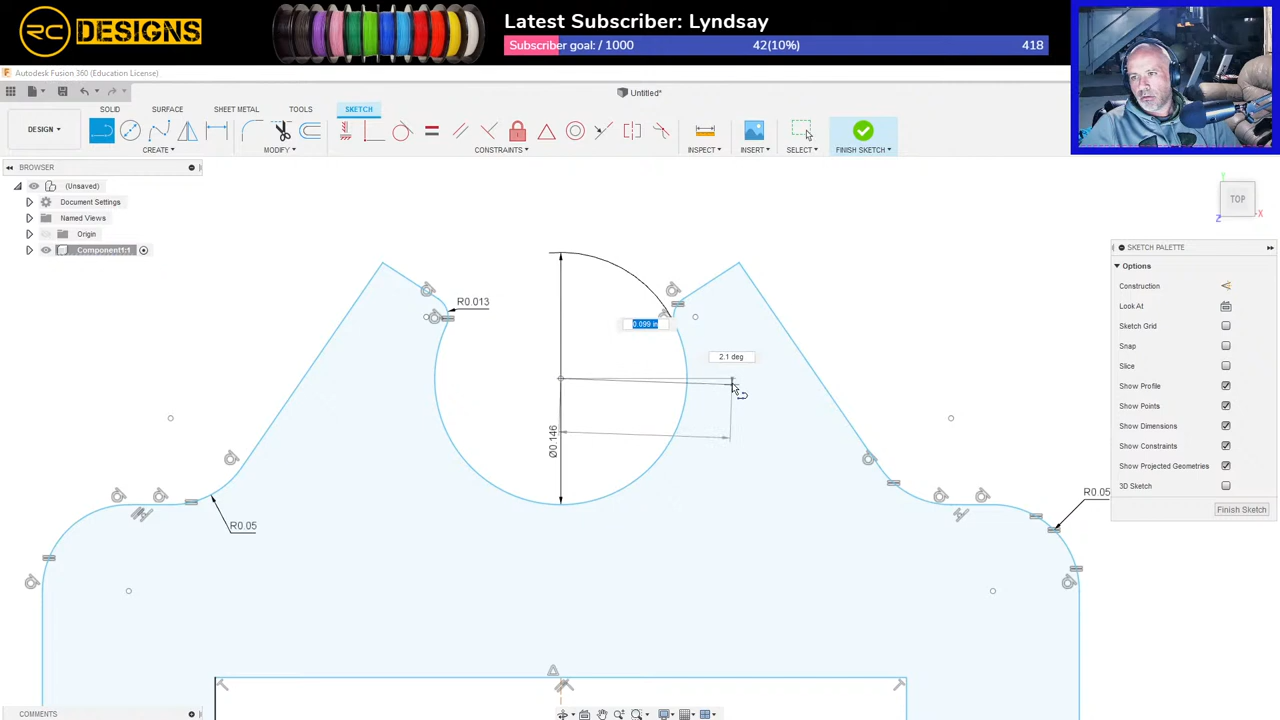 RC DESIGNS
Latest Subscriber: Lyndsay
Subscriber goal: / 1000 42(10%) 418
Autodesk Fusion 360 (Education License)
Untitled*
DESIGN
SOLID SURFACE SHEET METAL TOOLS SKETCH
CREATE MODIFY CONSTRAINTS INSPECT INSERT SELECT FINISH SKETCH
BROWSER
(Unsaved)
Document Settings
Named Views
Origin
Component1:1
TOP
Y
X
Z
SKETCH PALETTE
Options
Construction
Look At
Sketch Grid
Snap
Slice
Show Profile
Show Points
Show Dimensions
Show Constraints
Show Projected Geometries
3D Sketch
Finish Sketch
R0.013
0.099 in
2.1 deg
Ø0.146
R0.05
R0.05
COMMENTS